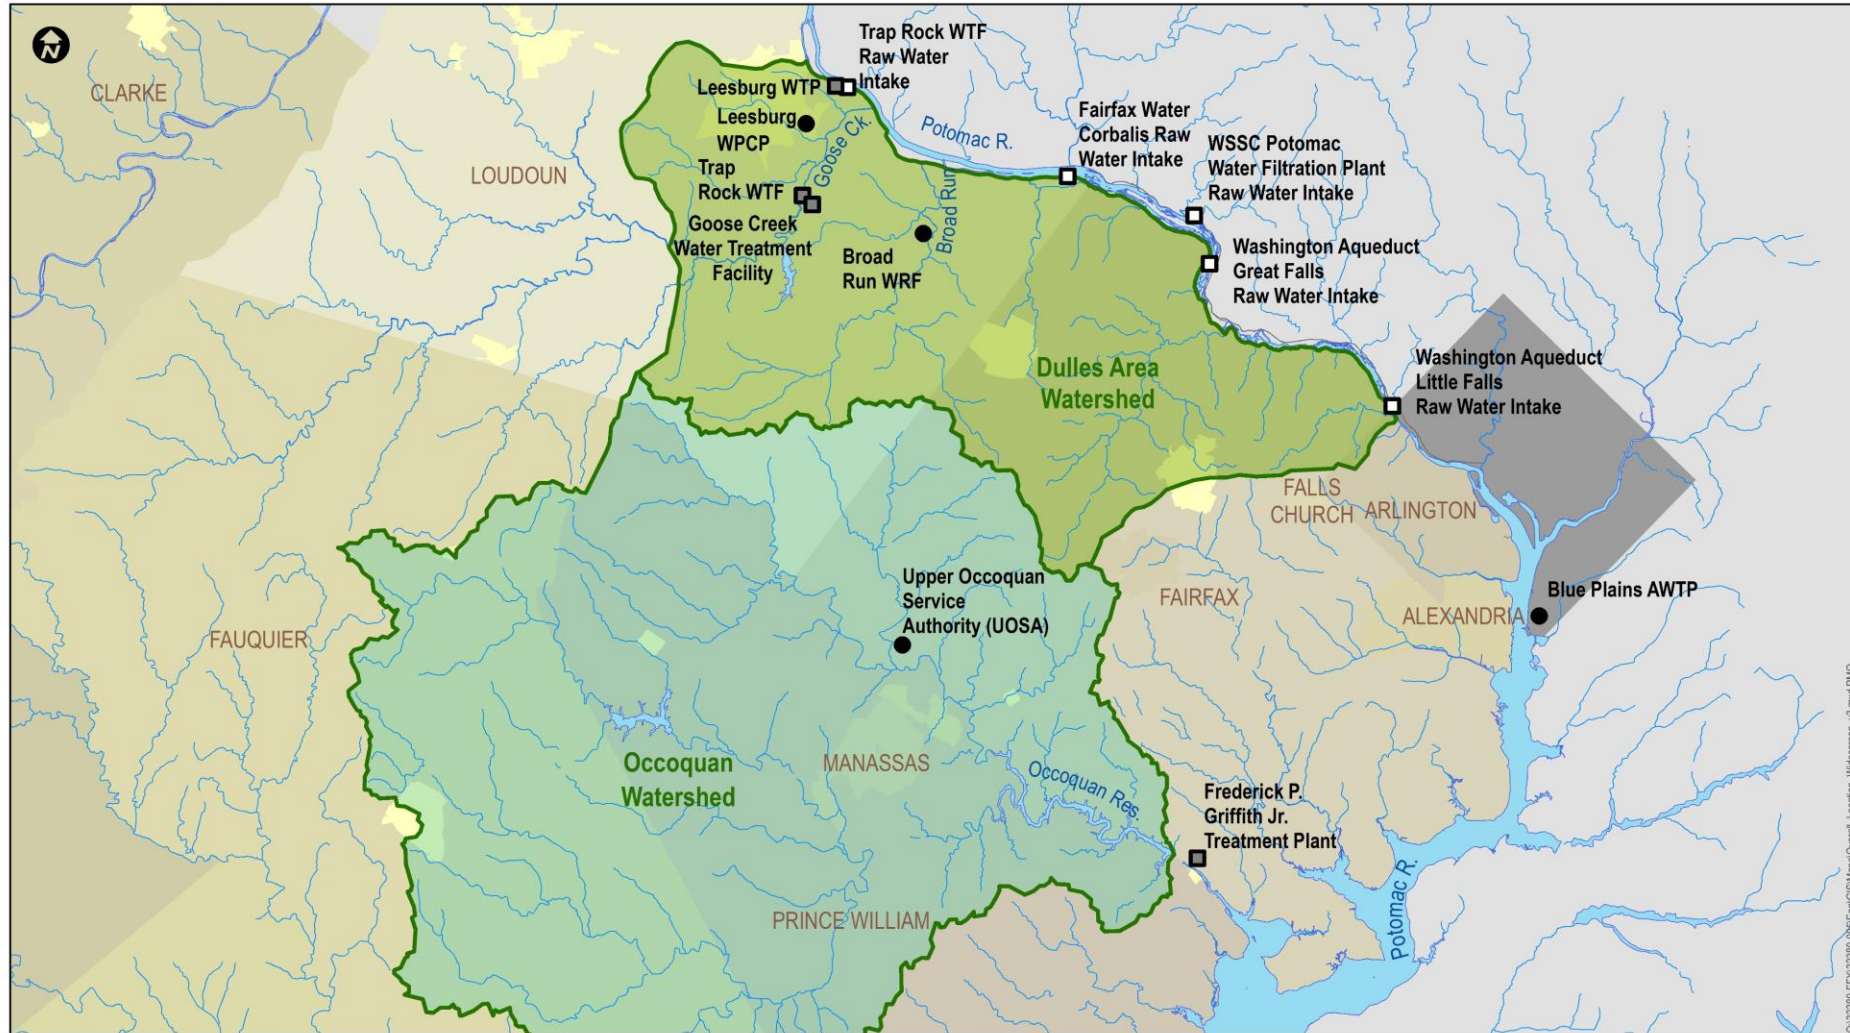 N
CLARKE
LOUDOUN
Trap Rock WTF
Raw Water
Intake
Leesburg WTP
Leesburg
WPCP
Trap
Rock WTF
Goose Ck.
Goose Creek
Water Treatment
Facility
Broad
Run WRF
Broad Run
Potomac R.
Fairfax Water
Corbalis Raw
Water Intake
WSSC Potomac
Water Filtration Plant
Raw Water Intake
Washington Aqueduct
Great Falls
Raw Water Intake
Washington Aqueduct
Little Falls
Raw Water Intake
Dulles Area
Watershed
FALLS
CHURCH
ARLINGTON
FAIRFAX
ALEXANDRIA
Blue Plains AWTP
Upper Occoquan
Service
Authority (UOSA)
FAUQUIER
Occoquan
Watershed
MANASSAS
Occoquan Res.
Frederick P.
Griffith Jr.
Treatment Plant
PRINCE WILLIAM
Potomac R.